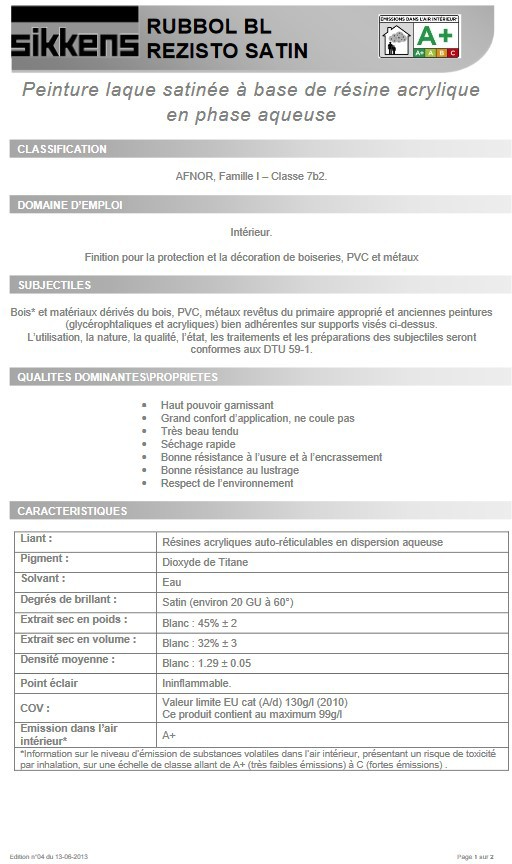 sikkens
RUBBOL BL
REZISTO SATIN
ÉMISSIONS DANS L'AIR INTÉRIEUR*
A+
A+ A B C
Peinture laque satinée à base de résine acrylique
en phase aqueuse
CLASSIFICATION
AFNOR, Famille I – Classe 7b2.
DOMAINE D'EMPLOI
Intérieur.
Finition pour la protection et la décoration de boiseries, PVC et métaux
SUBJECTILES
Bois* et matériaux dérivés du bois, PVC, métaux revêtus du primaire approprié et anciennes peintures
(glycérophtaliques et acryliques) bien adhérentes sur supports visés ci-dessus.
L'utilisation, la nature, la qualité, l'état, les traitements et les préparations des subjectiles seront
conformes aux DTU 59-1.
QUALITES DOMINANTES\PROPRIETES
• Haut pouvoir garnissant
• Grand confort d'application, ne coule pas
• Très beau tendu
• Séchage rapide
• Bonne résistance à l'usure et à l'encrassement
• Bonne résistance au lustrage
• Respect de l'environnement
CARACTERISTIQUES
Liant : Résines acryliques auto-réticulables en dispersion aqueuse
Pigment : Dioxyde de Titane
Solvant : Eau
Degrés de brillant : Satin (environ 20 GU à 60°)
Extrait sec en poids : Blanc : 45% ± 2
Extrait sec en volume : Blanc : 32% ± 3
Densité moyenne : Blanc : 1.29 ± 0.05
Point éclair Ininflammable.
COV : Valeur limite EU cat (A/d) 130g/l (2010)
Ce produit contient au maximum 99g/l
Emission dans l'air
intérieur* A+
*Information sur le niveau d'émission de substances volatiles dans l'air intérieur, présentant un risque de toxicité
par inhalation, sur une échelle de classe allant de A+ (très faibles émissions) à C (fortes émissions) .
Edition n°04 du 13-06-2013
Page 1 sur 2